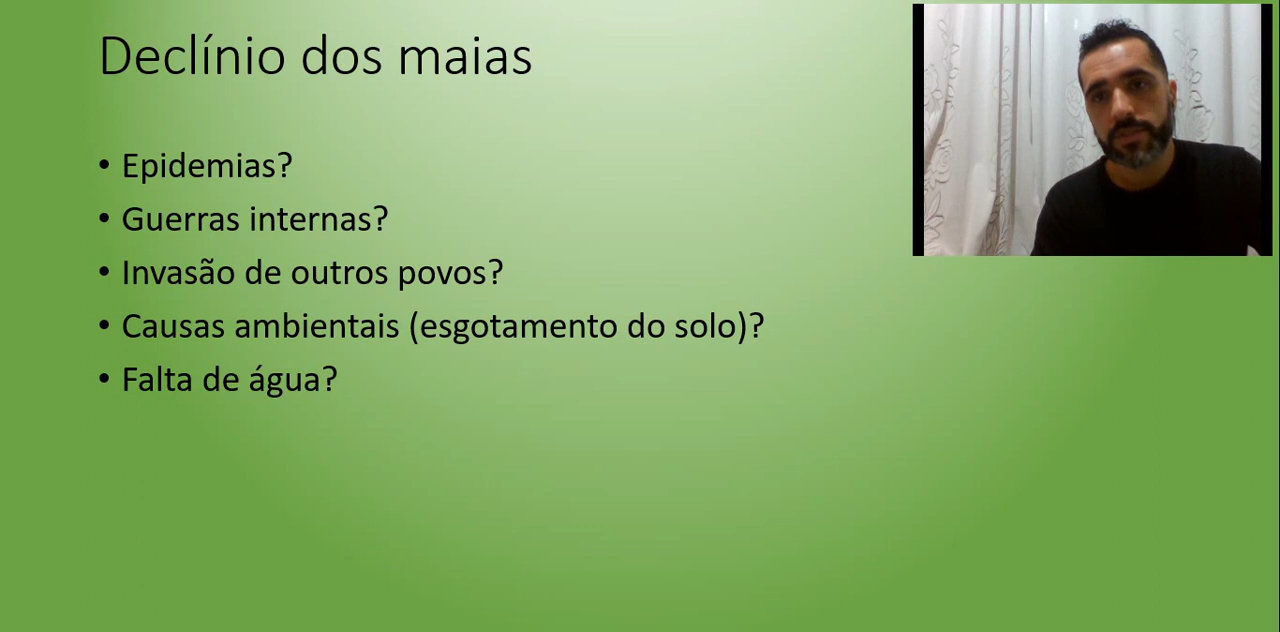 Declínio dos maias
• Epidemias?
• Guerras internas?
• Invasão de outros povos?
• Causas ambientais (esgotamento do solo)?
• Falta de água?